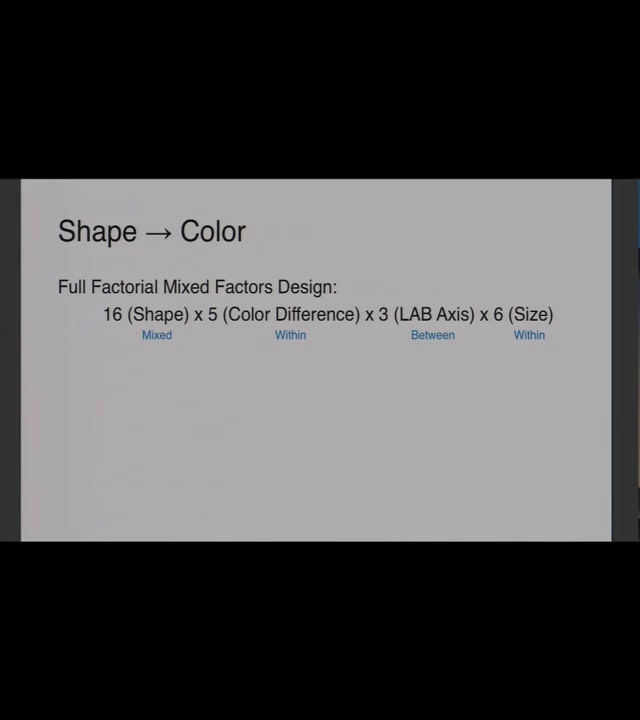 Shape → Color
Full Factorial Mixed Factors Design:
16 (Shape) x 5 (Color Difference) x 3 (LAB Axis) x 6 (Size)
Mixed Within Between Within